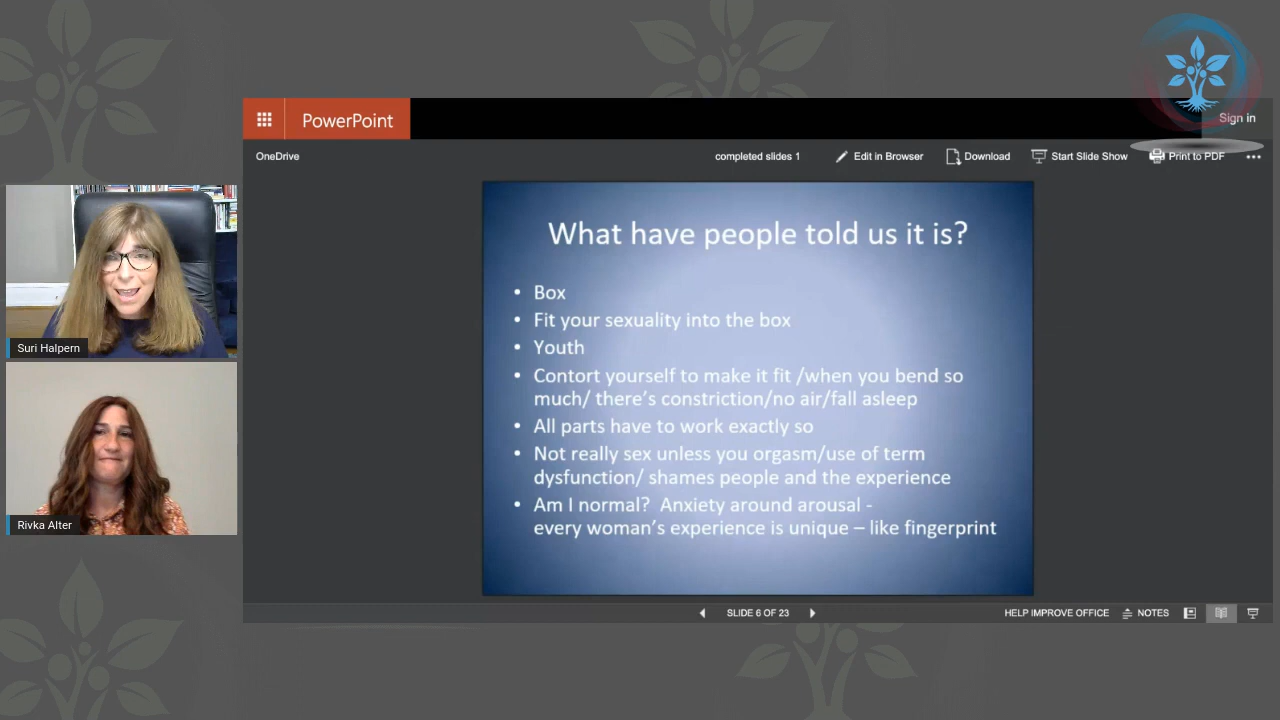 PowerPoint
Sign in
OneDrive
completed slides 1
Edit in Browser
Download
Start Slide Show
Print to PDF
What have people told us it is?
• Box
• Fit your sexuality into the box
• Youth
• Contort yourself to make it fit /when you bend so
much/ there's constriction/no air/fall asleep
• All parts have to work exactly so
• Not really sex unless you orgasm/use of term
dysfunction/ shames people and the experience
• Am I normal?  Anxiety around arousal -
every woman's experience is unique – like fingerprint
Suri Halpern
Rivka Alter
SLIDE 6 OF 23
HELP IMPROVE OFFICE
NOTES